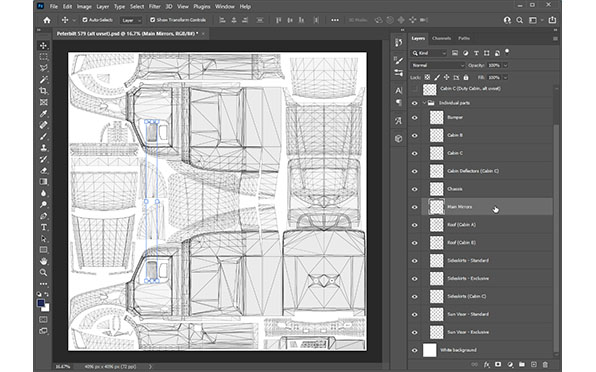 File Edit Image Layer Type Select Filter 3D View Plugins Window Help
Auto-Select: Layer Show Transform Controls
Peterbilt 579 (alt uvset).psd @ 16.7% (Main Mirrors, RGB/8#) *
Layers Channels Paths
Kind
Normal Opacity: 100%
Lock: Fill: 100%
Cabin C (Duty Cabin, alt uvset)
Individual parts
Bumper
Cabin B
Cabin C
Cabin Deflectors (Cabin C)
Chassis
Main Mirrors
Roof (Cabin A)
Roof (Cabin E)
Sideskirts - Standard
Sideskirts - Exclusive
Sideskirts (Cabin C)
Sun Visor - Standard
Sun Visor - Exclusive
White background
16.67% 4096 px x 4096 px (72 ppi)